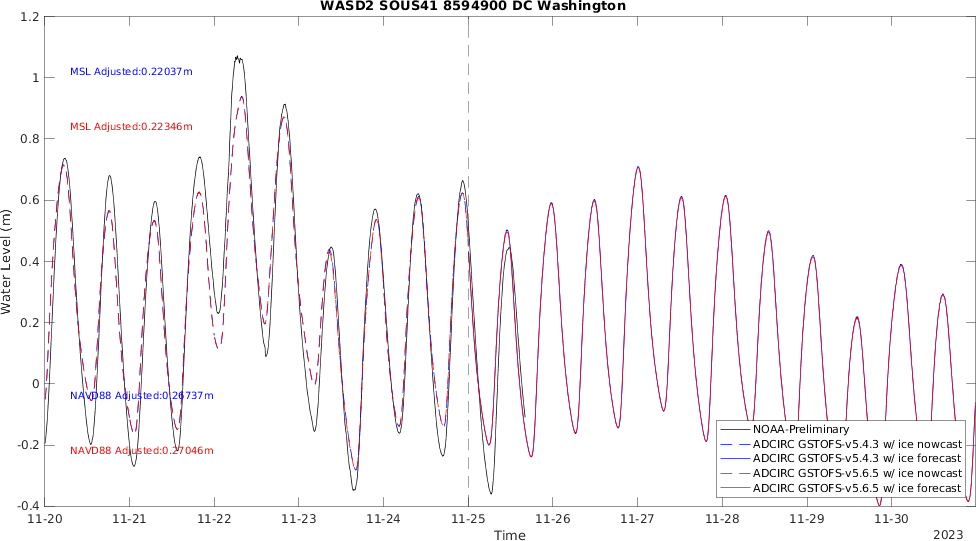 WASD2 SOUS41 8594900 DC Washington
1.2
1
0.8
0.6
0.4
0.2
0
-0.2
-0.4
Water Level (m)
MSL Adjusted:0.22037m
MSL Adjusted:0.22346m
NAVD88 Adjusted:0.26737m
NAVD88 Adjusted:0.27046m
NOAA-Preliminary
ADCIRC GSTOFS-v5.4.3 w/ ice nowcast
ADCIRC GSTOFS-v5.4.3 w/ ice forecast
ADCIRC GSTOFS-v5.6.5 w/ ice nowcast
ADCIRC GSTOFS-v5.6.5 w/ ice forecast
11-20 11-21 11-22 11-23 11-24 11-25 11-26 11-27 11-28 11-29 11-30
Time
2023